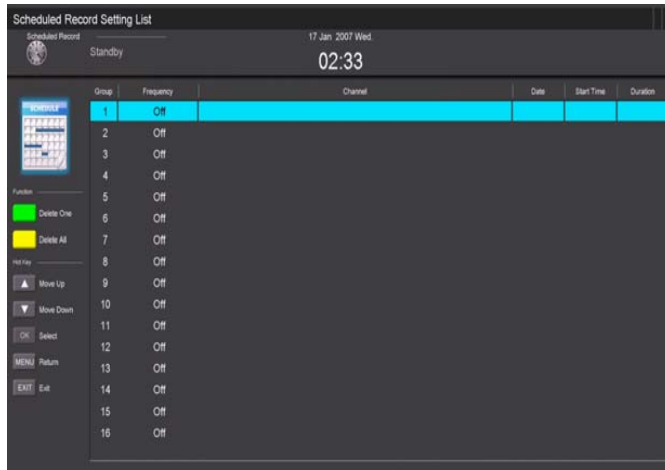 Scheduled Record Setting List
Scheduled Record
Standby
17 Jan 2007 Wed.
02:33
Group Frequency Channel Date Start Time Duration
SCHEDULE
1 Off
2 Off
3 Off
4 Off
5 Off
6 Off
7 Off
8 Off
9 Off
10 Off
11 Off
12 Off
13 Off
14 Off
15 Off
16 Off
Function
Delete One
Delete All
Hot Key
Move Up
Move Down
OK Select
MENU Return
EXIT Exit